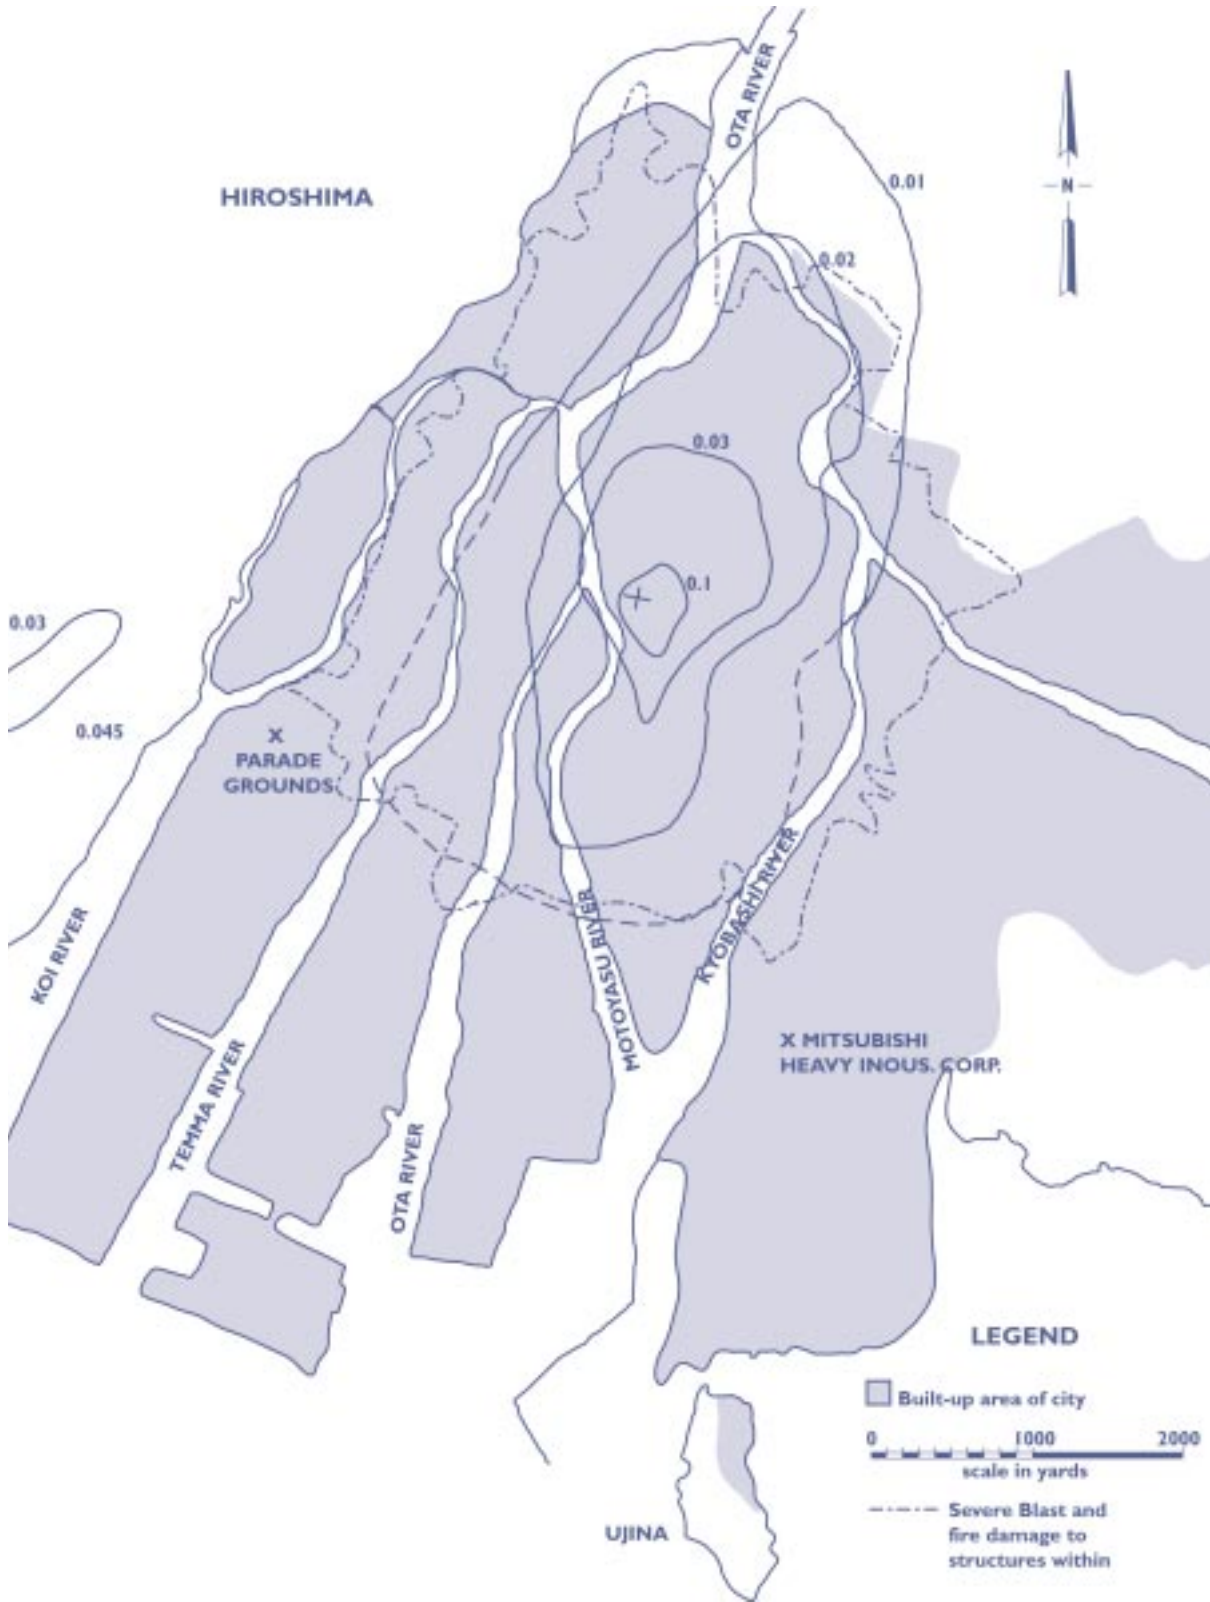 OTA RIVER
HIROSHIMA
N
0.01
0.02
0.03
0.1
0.03
0.045
X
PARADE
GROUNDS
KOI RIVER
TEMMA RIVER
OTA RIVER
MOTOYASU RIVER
KYOBASHI RIVER
X MITSUBISHI
HEAVY INOUS. CORP.
UJINA
LEGEND
Built-up area of city
0 1000 2000
scale in yards
Severe Blast and
fire damage to
structures within